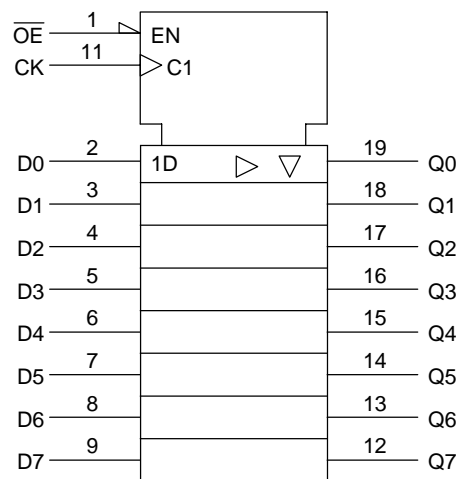 O̅E̅ 1 EN
CK 11 C1
D0 2 1D 19 Q0
D1 3 18 Q1
D2 4 17 Q2
D3 5 16 Q3
D4 6 15 Q4
D5 7 14 Q5
D6 8 13 Q6
D7 9 12 Q7